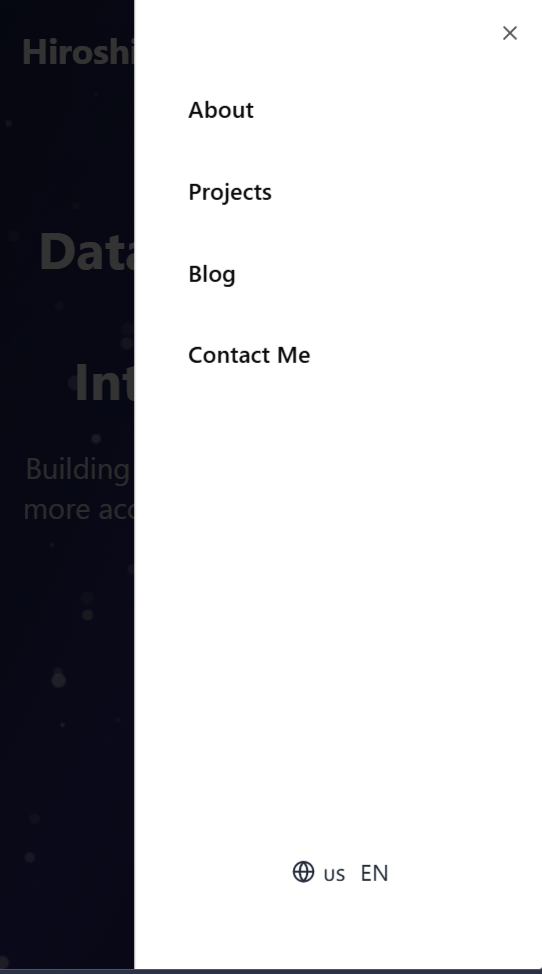 Hiroshi
About
Projects
Data
Blog
Contact Me
Int
Building
more acc
us EN